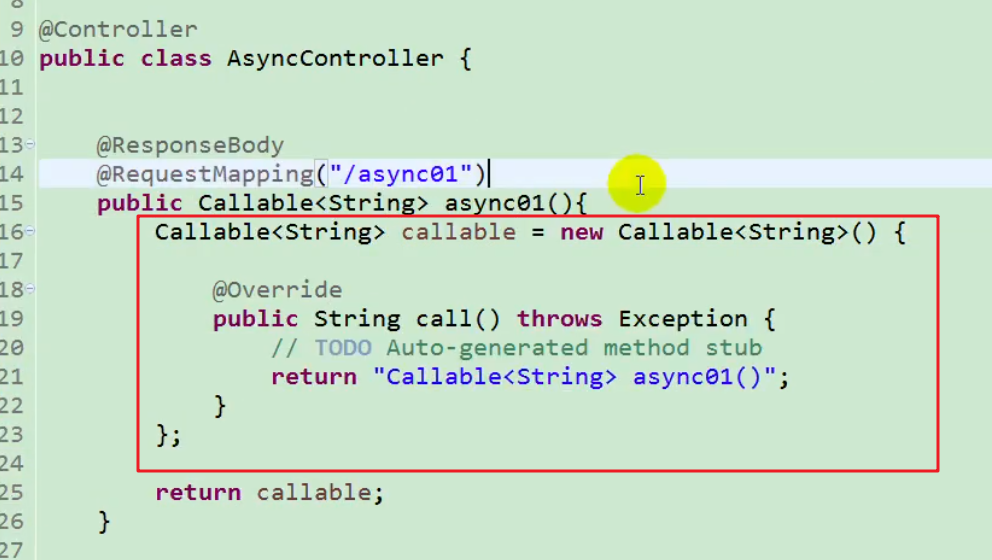 8
9 @Controller
10 public class AsyncController {
11
12
13 @ResponseBody
14 @RequestMapping("/async01")
15 public Callable<String> async01(){
16 Callable<String> callable = new Callable<String>() {
17
18 @Override
19 public String call() throws Exception {
20 // TODO Auto-generated method stub
21 return "Callable<String> async01()";
22 }
23 };
24
25 return callable;
26 }
27